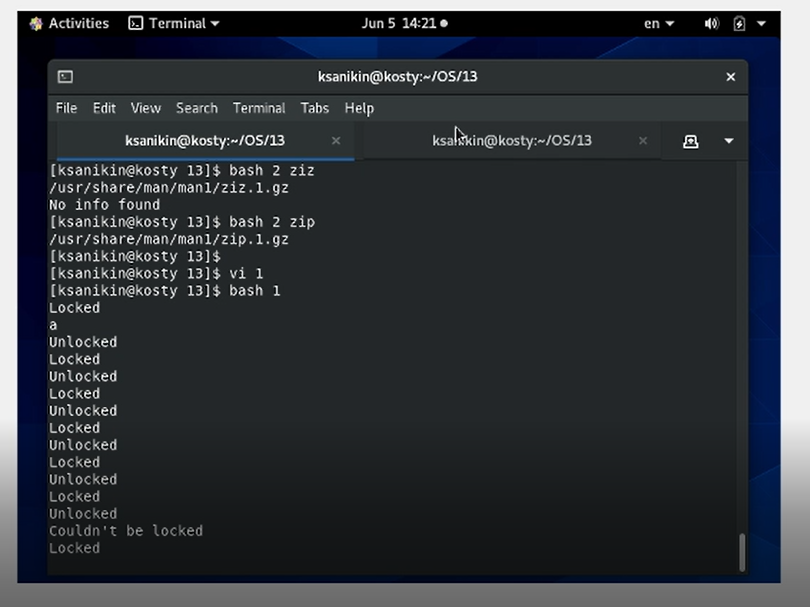 Activities Terminal Jun 5 14:21 en
ksanikin@kosty:~/OS/13
File Edit View Search Terminal Tabs Help
ksanikin@kosty:~/OS/13 ksanikin@kosty:~/OS/13
[ksanikin@kosty 13]$ bash 2 ziz
/usr/share/man/man1/ziz.1.gz
No info found
[ksanikin@kosty 13]$ bash 2 zip
/usr/share/man/man1/zip.1.gz
[ksanikin@kosty 13]$
[ksanikin@kosty 13]$ vi 1
[ksanikin@kosty 13]$ bash 1
Locked
a
Unlocked
Locked
Unlocked
Locked
Unlocked
Locked
Unlocked
Locked
Unlocked
Locked
Unlocked
Couldn't be locked
Locked